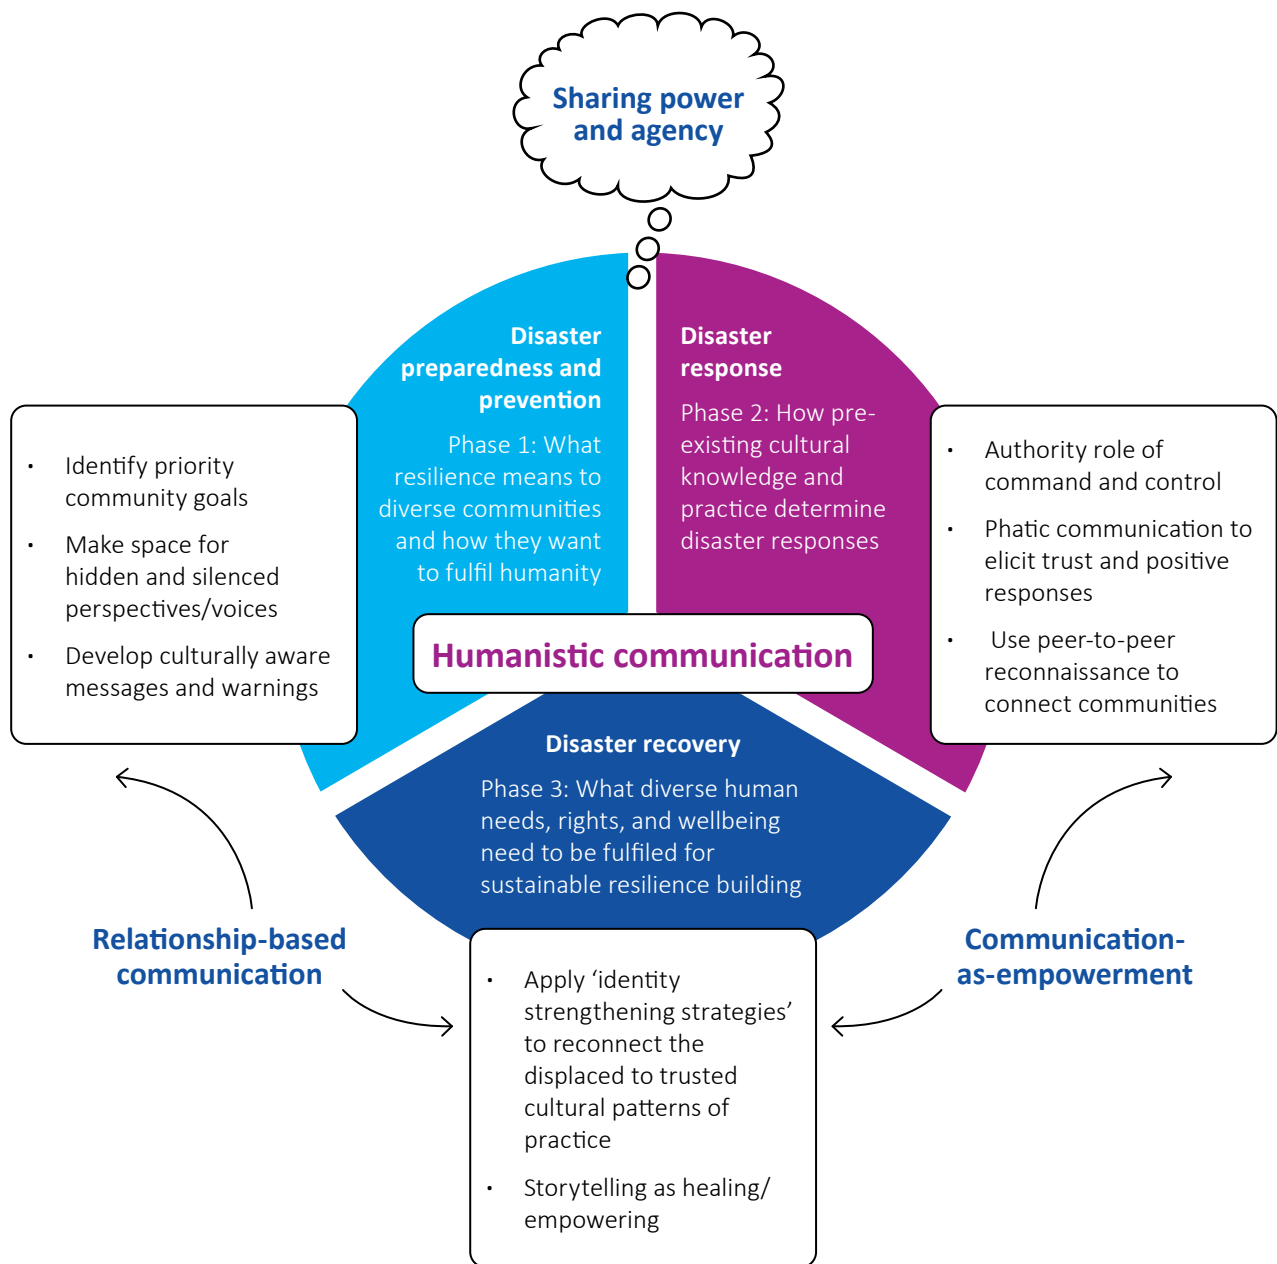 Sharing power
and agency
Disaster
preparedness and
prevention
Phase 1: What
resilience means to
diverse communities
and how they want
to fulfil humanity
Disaster
response
Phase 2: How pre-
existing cultural
knowledge and
practice determine
disaster responses
• Identify priority
community goals
• Make space for
hidden and silenced
perspectives/voices
• Develop culturally aware
messages and warnings
Humanistic communication
• Authority role of
command and control
• Phatic communication to
elicit trust and positive
responses
• Use peer-to-peer
reconnaissance to
connect communities
Disaster recovery
Phase 3: What diverse human
needs, rights, and wellbeing
need to be fulfiled for
sustainable resilience building
Relationship-based
communication
Communication-
as-empowerment
• Apply ‘identity
strengthening strategies’
to reconnect the
displaced to trusted
cultural patterns of
practice
• Storytelling as healing/
empowering